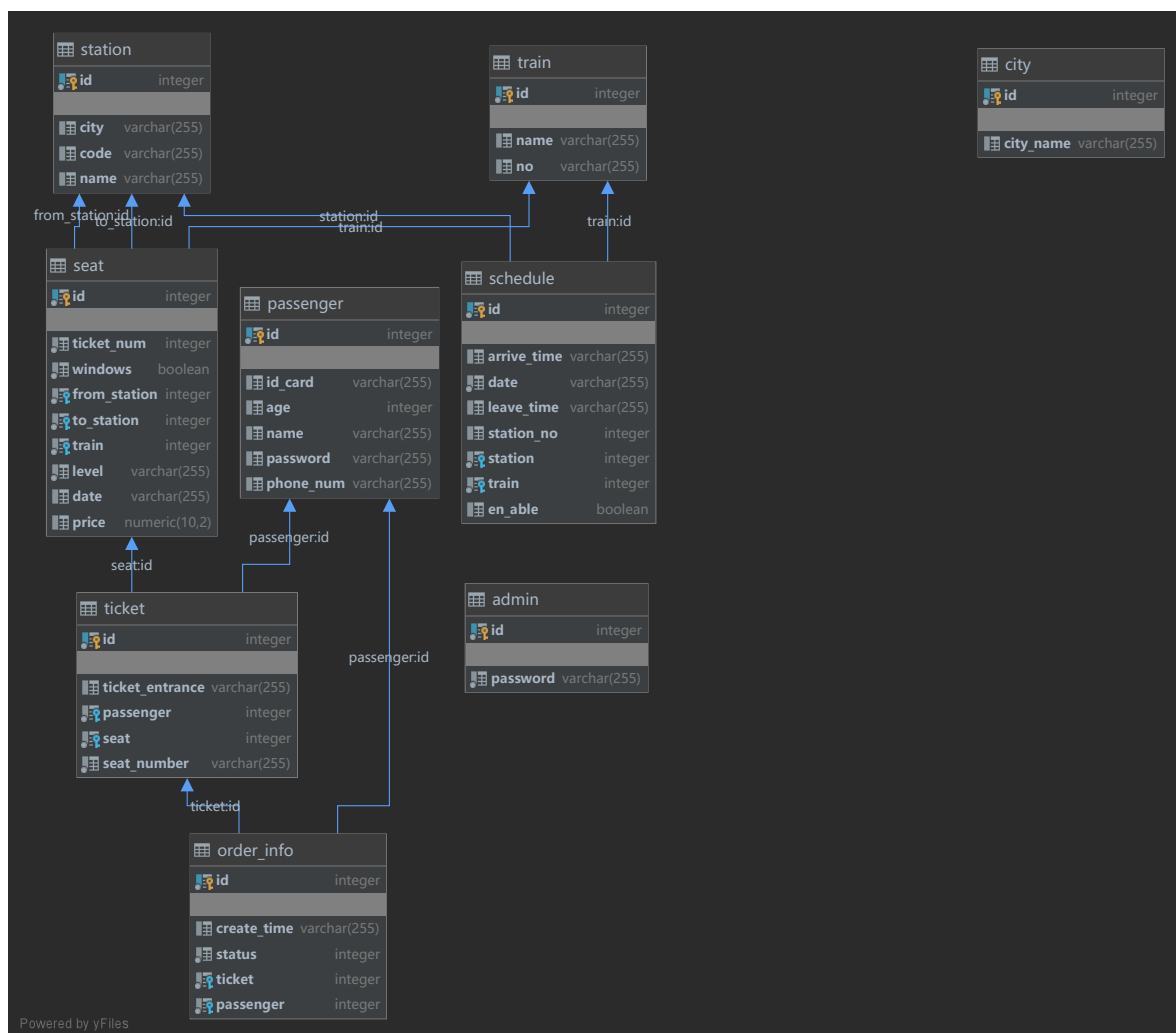 station
id integer
city varchar(255)
code varchar(255)
name varchar(255)
train
id integer
name varchar(255)
no varchar(255)
city
id integer
city_name varchar(255)
from_station:id
to_station:id
station:id
train:id
train:id
seat
id integer
ticket_num integer
windows boolean
from_station integer
to_station integer
train integer
level varchar(255)
date varchar(255)
price numeric(10,2)
passenger
id integer
id_card varchar(255)
age integer
name varchar(255)
password varchar(255)
phone_num varchar(255)
schedule
id integer
arrive_time varchar(255)
date varchar(255)
leave_time varchar(255)
station_no integer
station integer
train integer
en_able boolean
seat:id
passenger:id
passenger:id
ticket
id integer
ticket_entrance varchar(255)
passenger integer
seat integer
seat_number varchar(255)
admin
id integer
password varchar(255)
ticket:id
order_info
id integer
create_time varchar(255)
status integer
ticket integer
passenger integer
Powered by yFiles